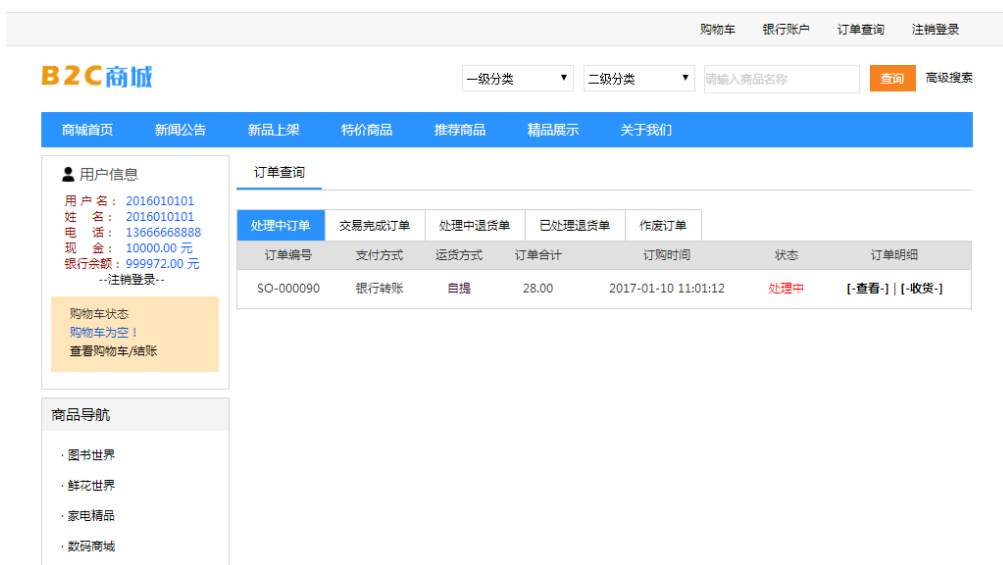 购物车 银行账户 订单查询 注销登录
B2C商城 一级分类 二级分类 请输入商品名称 查询 高级搜索
商城首页 新闻公告 新品上架 特价商品 推荐商品 精品展示 关于我们
用户信息
用 户 名： 2016010101
姓 名： 2016010101
电 话： 13666668888
现 金： 10000.00 元
银行余额：999972.00 元
--注销登录--
购物车状态
购物车为空！
查看购物车/结账
商品导航
· 图书世界
· 鲜花世界
· 家电精品
· 数码商城
订单查询
处理中订单 交易完成订单 处理中退货单 已处理退货单 作废订单
订单编号 支付方式 运货方式 订单合计 订购时间 状态 订单明细
SO-000090 银行转账 自提 28.00 2017-01-10 11:01:12 处理中 [-查看-] | [-收货-]